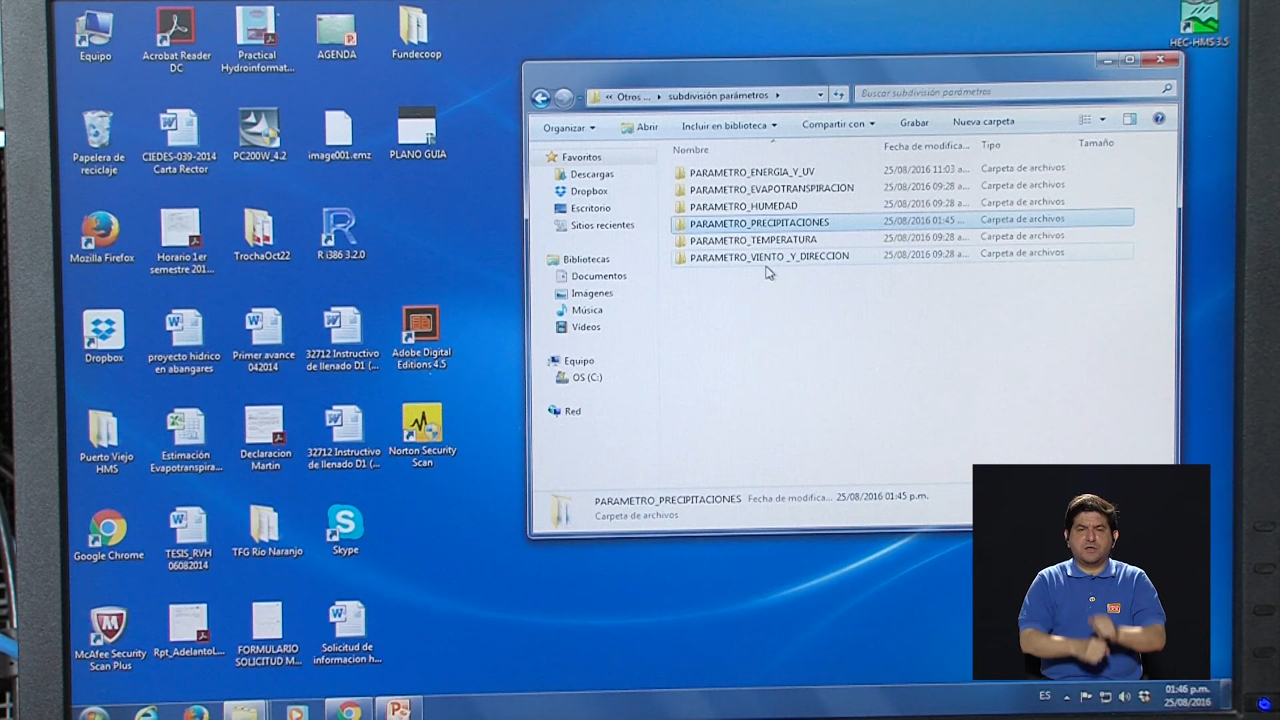 Equipo
Acrobat Reader
DC
Practical
Hydroinformat...
AGENDA
Fundecoop
HEC-HMS 3.5
Papelera de
reciclaje
CIEDES-039-2014
Carta Rector
PC200W_4.2
image001.emz
PLANO GUIA
Mozilla Firefox
Horario 1er
semestre 201...
TrochaOct22
R i386 3.2.0
Dropbox
proyecto hidrico
en abangares
Primer avance
042014
32712 Instructivo
de llenado D1 (...
Adobe Digital
Editions 4.5
Puerto Viejo
HMS
Estimación
Evapotranspira...
Declaracion
Martin
32712 Instructivo
de llenado D1 (...
Norton Security
Scan
Google Chrome
TESIS_RVH
06082014
TFG Rio Naranjo
Skype
McAfee Security
Scan Plus
Rpt_AdelantoL...
FORMULARIO
SOLICITUD M...
Solicitud de
informacion h...
« Otros ... ▸ subdivisión parámetros ▸
Buscar subdivisión parámetros
Organizar Abrir Incluir en biblioteca Compartir con Grabar Nueva carpeta
Favoritos
Descargas
Dropbox
Escritorio
Sitios recientes
Bibliotecas
Documentos
Imágenes
Música
Vídeos
Equipo
OS (C:)
Red
Nombre Fecha de modifica... Tipo Tamaño
PARAMETRO_ENERGIA_Y_UV 25/08/2016 11:03 a... Carpeta de archivos
PARAMETRO_EVAPOTRANSPIRACION 25/08/2016 09:28 a... Carpeta de archivos
PARAMETRO_HUMEDAD 25/08/2016 09:28 a... Carpeta de archivos
PARAMETRO_PRECIPITACIONES 25/08/2016 01:45 ... Carpeta de archivos
PARAMETRO_TEMPERATURA 25/08/2016 09:28 a... Carpeta de archivos
PARAMETRO_VIENTO _Y_DIRECCION 25/08/2016 09:28 a... Carpeta de archivos
PARAMETRO_PRECIPITACIONES Fecha de modifica... 25/08/2016 01:45 p.m.
Carpeta de archivos
ES
01:46 p.m.
25/08/2016